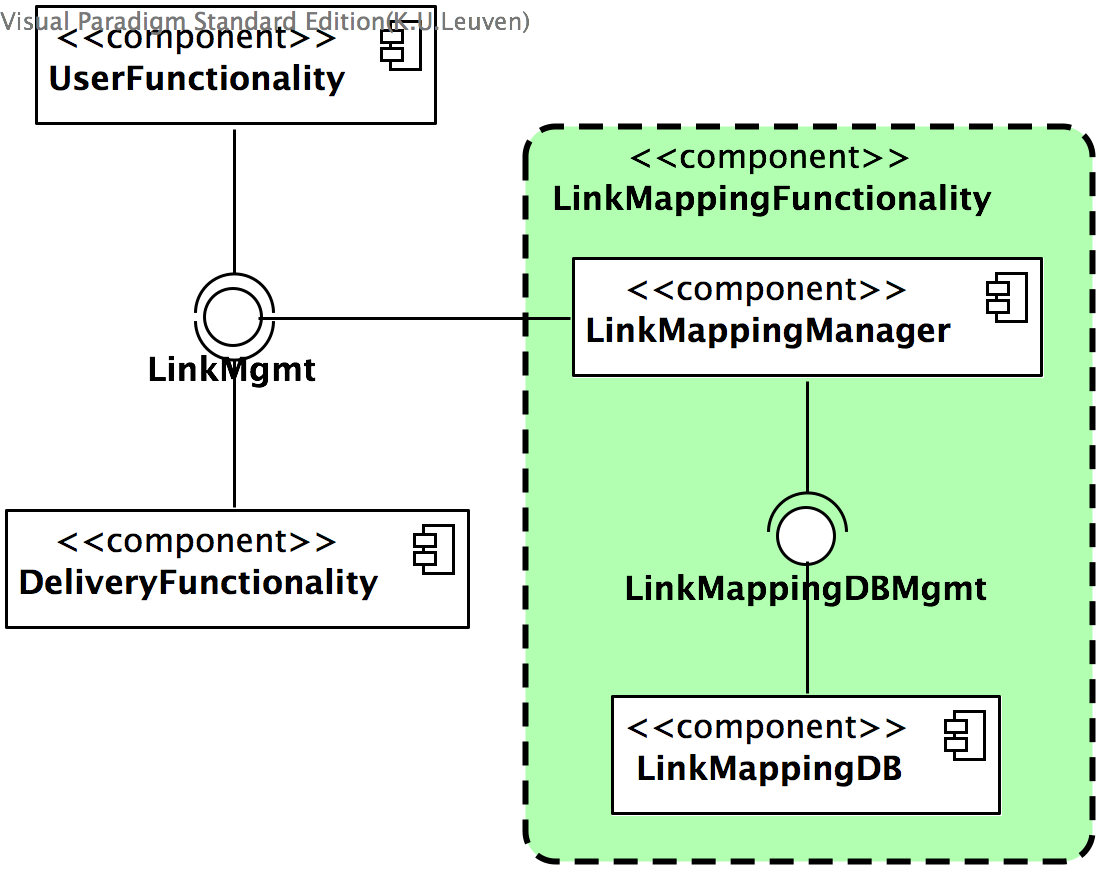 Visual Paradigm Standard Edition(K.U.Leuven)
<<component>>
UserFunctionality
<<component>>
LinkMappingFunctionality
<<component>>
LinkMappingManager
LinkMgmt
<<component>>
DeliveryFunctionality
LinkMappingDBMgmt
<<component>>
LinkMappingDB